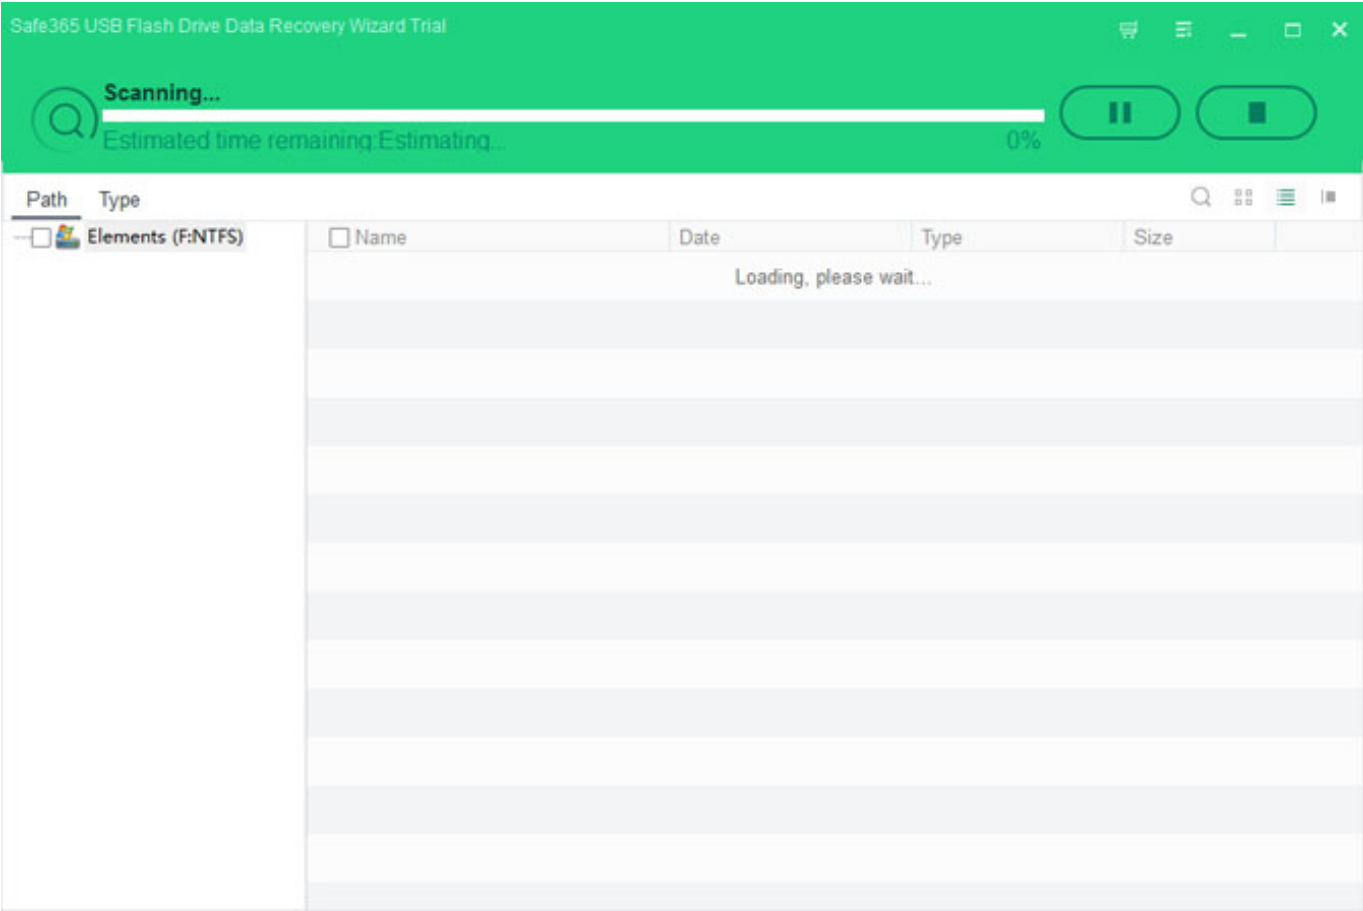 Safe365 USB Flash Drive Data Recovery Wizard Trial
Scanning...
Estimated time remaining:Estimating...
0%
Path Type
Elements (F:NTFS)
Name Date Type Size
Loading, please wait...